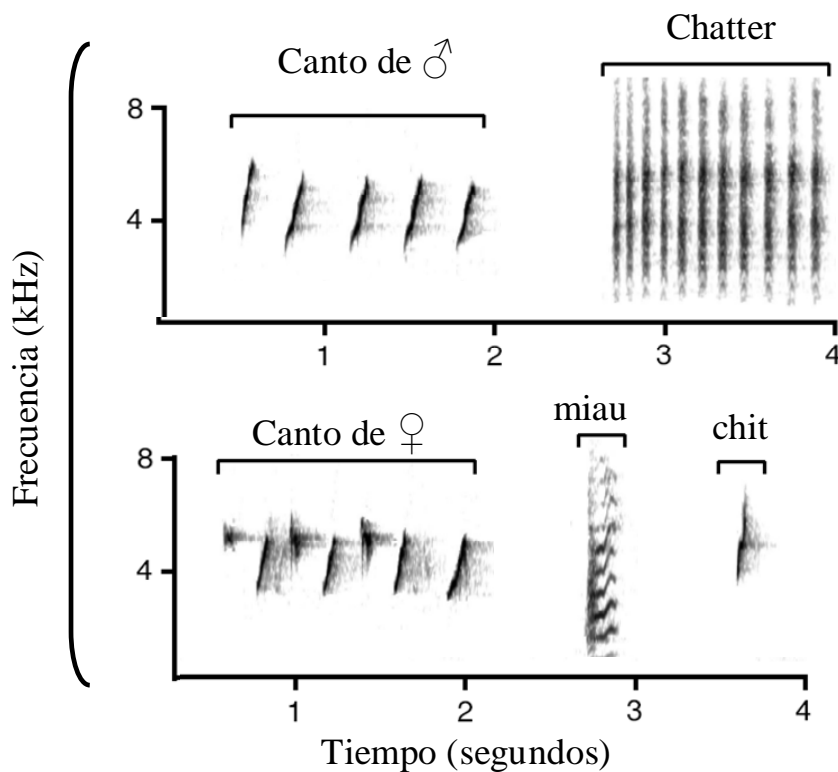 Chatter
Canto de ♂
8
4
1
2
3
4
Frecuencia (kHz)
miau
Canto de ♀
chit
8
4
1
2
3
4
Tiempo (segundos)